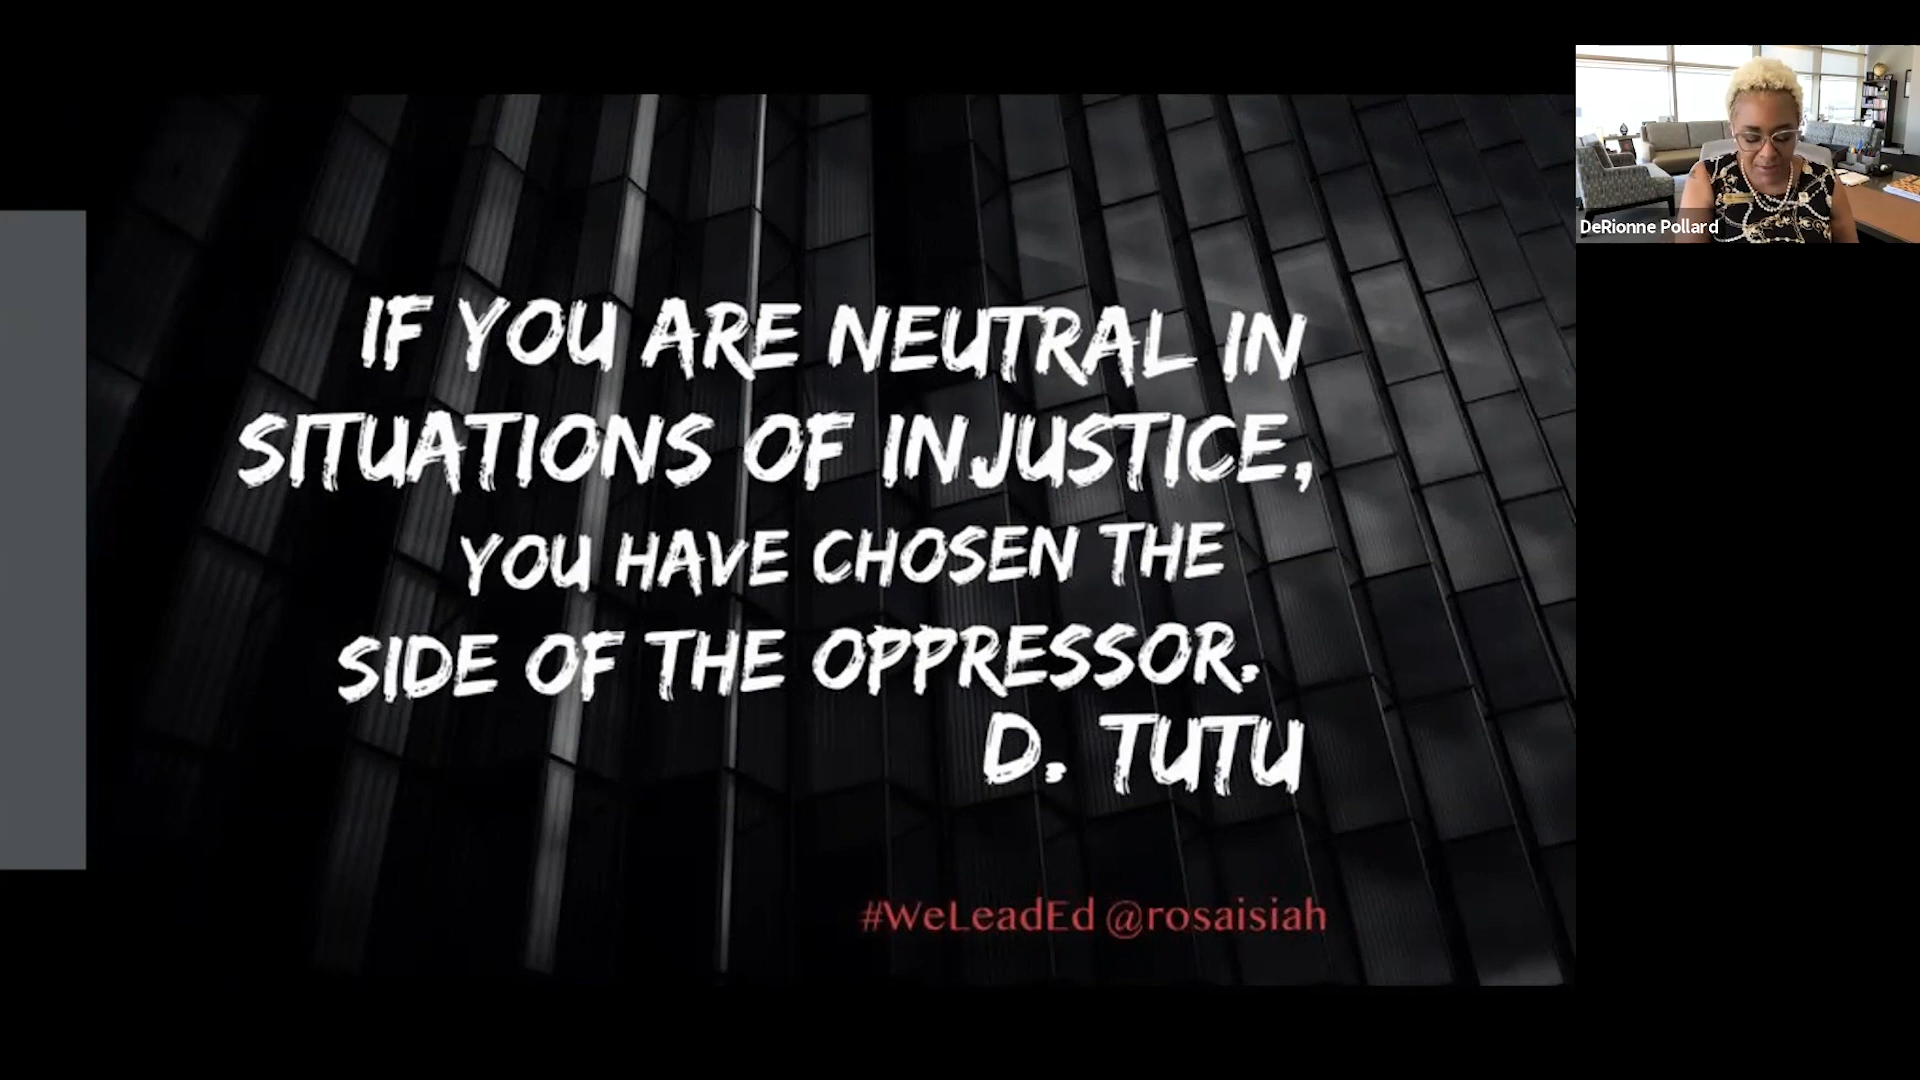 IF YOU ARE NEUTRAL IN
SITUATIONS OF INJUSTICE,
YOU HAVE CHOSEN THE
SIDE OF THE OPPRESSOR.
D. TUTU
#WeLeadEd @rosaisiah
DeRionne Pollard